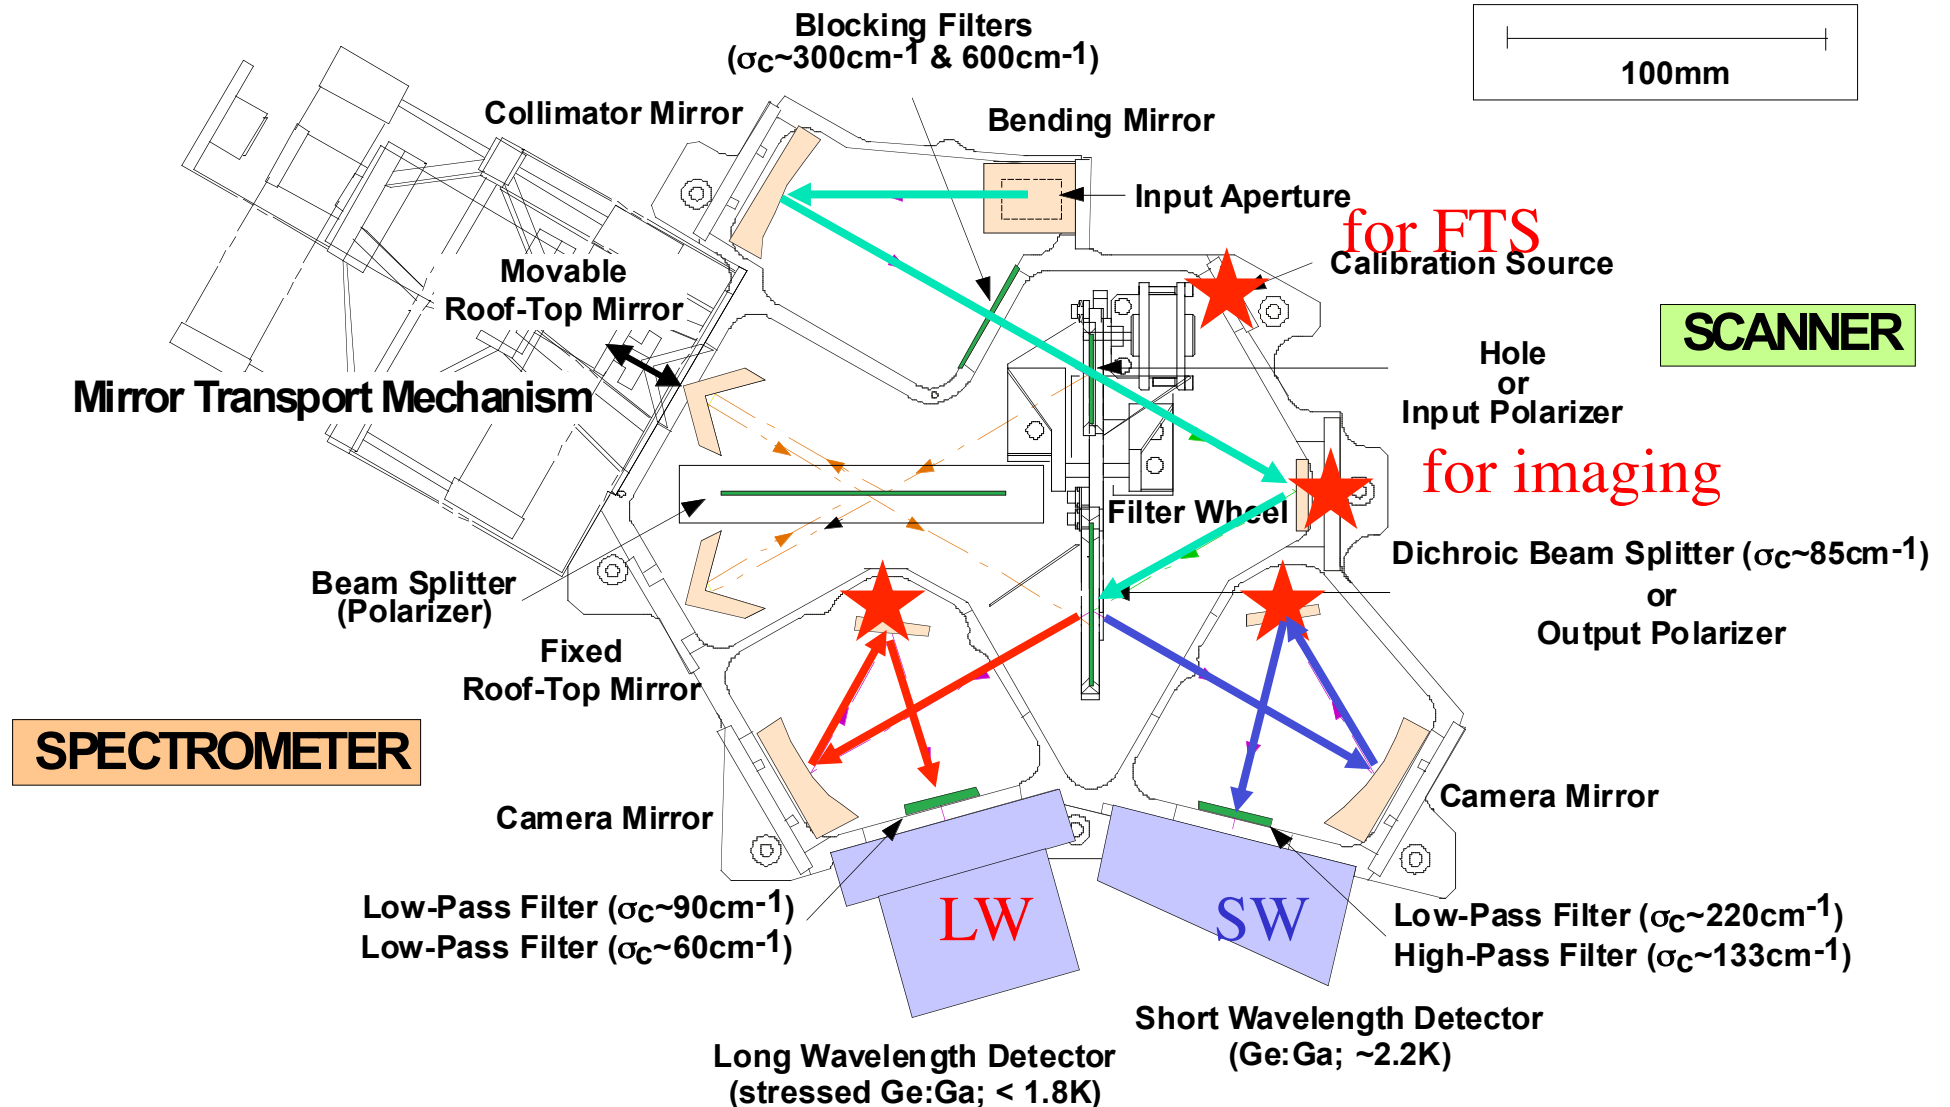 Blocking Filters
(σc~300cm-1 & 600cm-1)
100mm
Collimator Mirror
Bending Mirror
Input Aperture
for FTS
Calibration Source
Movable
Roof-Top Mirror
SCANNER
Hole
or
Input Polarizer
Mirror Transport Mechanism
for imaging
Filter Wheel
Dichroic Beam Splitter (σc~85cm-1)
or
Output Polarizer
Beam Splitter
(Polarizer)
Fixed
Roof-Top Mirror
SPECTROMETER
Camera Mirror
Camera Mirror
LW
SW
Low-Pass Filter (σc~90cm-1)
Low-Pass Filter (σc~60cm-1)
Low-Pass Filter (σc~220cm-1)
High-Pass Filter (σc~133cm-1)
Short Wavelength Detector
(Ge:Ga; ~2.2K)
Long Wavelength Detector
(stressed Ge:Ga; < 1.8K)